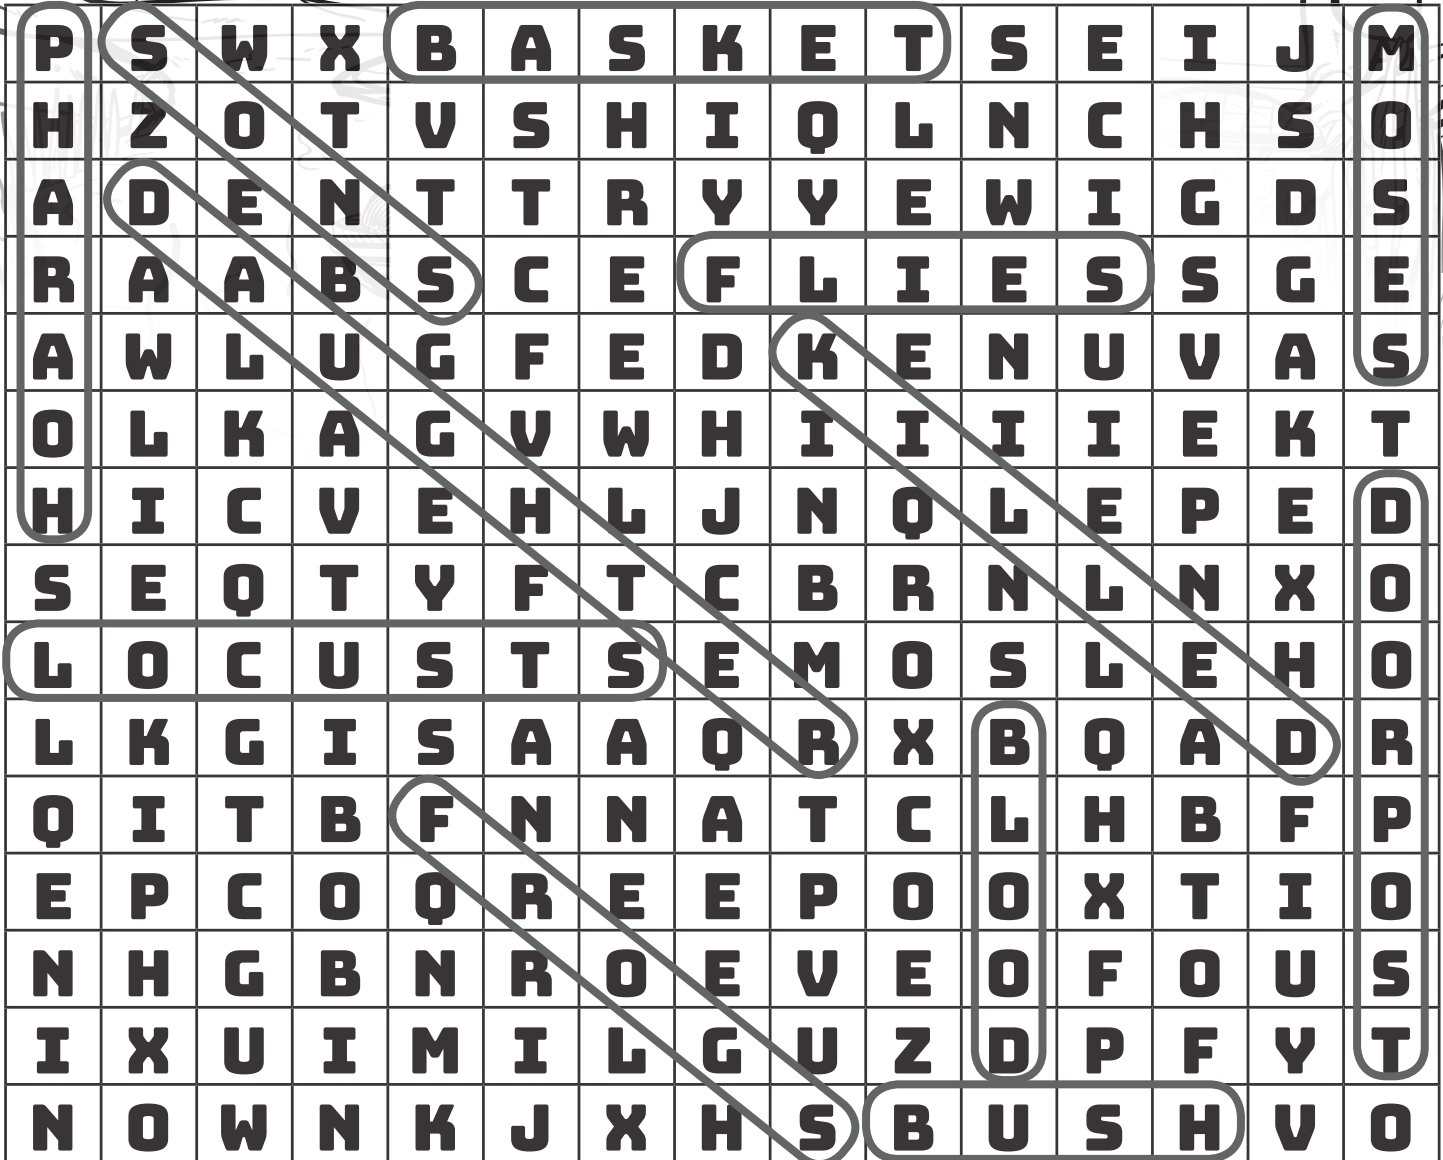 P S W X B A S K E T S E I J M
H Z O T V S H I Q L N C H S O
A D E N T T R Y Y E W I G D S
R A A B S C E F L I E S S G E
A W L U G F E D K E N U V A S
O L K A G V W H I I I I E K T
H I C V E H L J N Q L E P E D
S E Q T Y F T C B R N L N X O
L O C U S T S E M O S L E H O
L K G I S A A Q R X B Q A D R
Q I T B F N N A T C L H B F P
E P C O Q R E E P O O X T I O
N H G B N R O E V E O F O U S
I X U I M I L G U Z D P F Y T
N O W N K J X H S B U S H V O